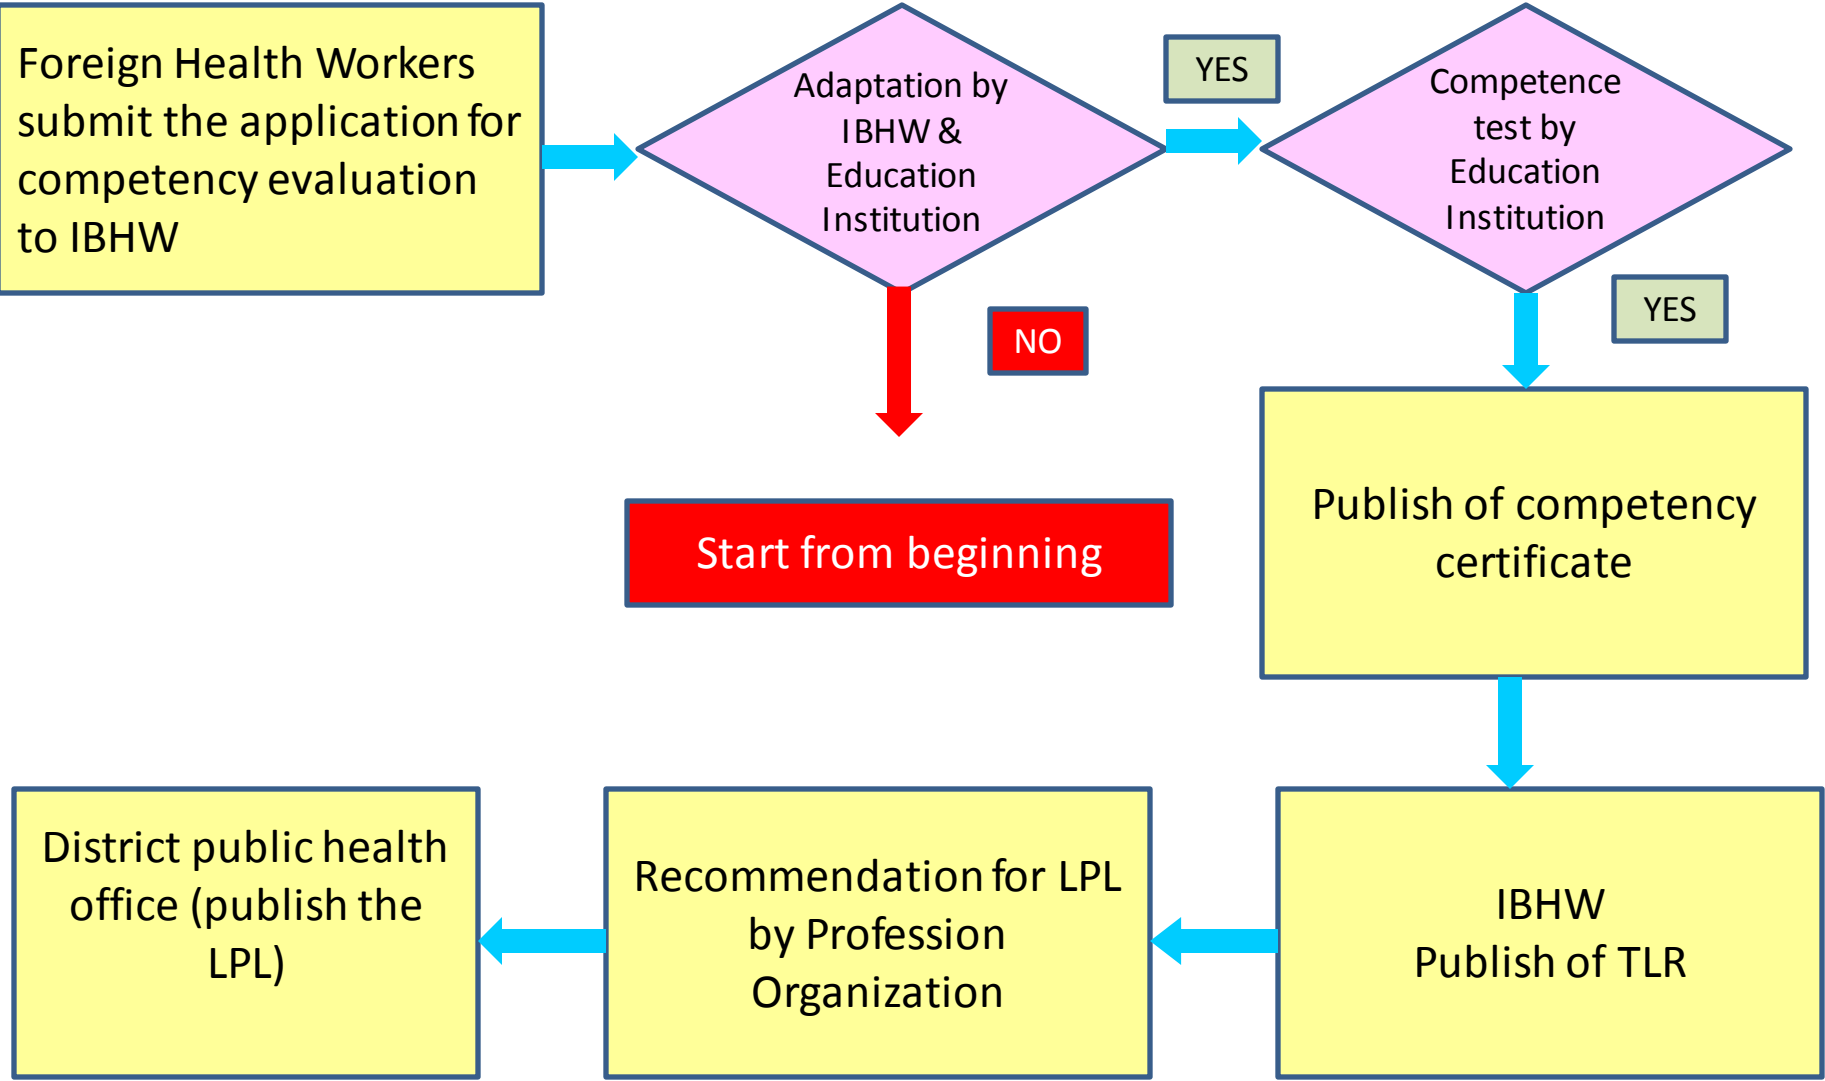 Foreign Health Workers
submit the application for
competency evaluation
to IBHW
Adaptation by
IBHW &
Education
Institution
YES
Competence
test by
Education
Institution
NO
YES
Start from beginning
Publish of competency
certificate
District public health
office (publish the
LPL)
Recommendation for LPL
by Profession
Organization
IBHW
Publish of TLR